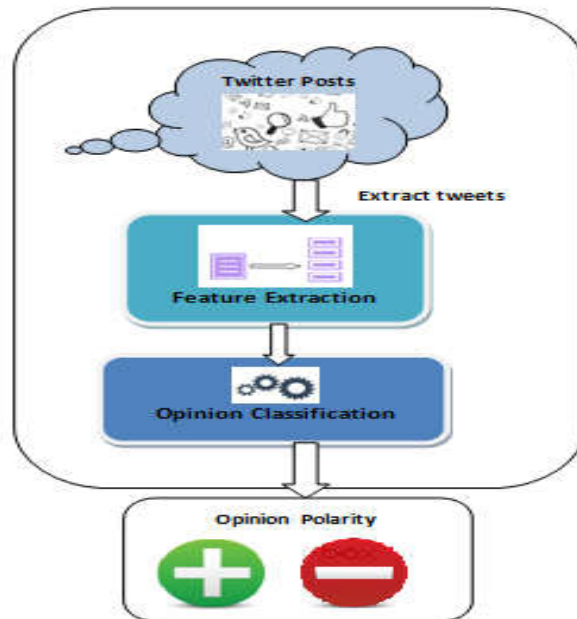 Twitter Posts
Extract tweets
Feature Extraction
Opinion Classification
Opinion Polarity